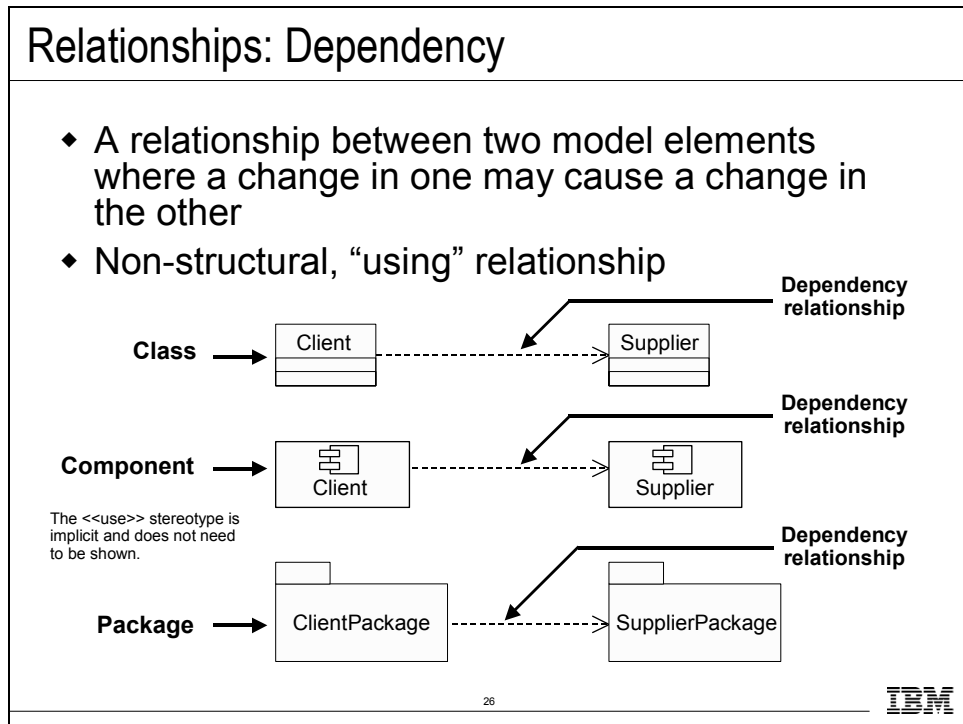 Relationships: Dependency
◆ A relationship between two model elements
where a change in one may cause a change in
the other
◆ Non-structural, “using” relationship
Dependency
relationship
Class
Client
Supplier
Dependency
relationship
Component
Client
Supplier
The <<use>> stereotype is
implicit and does not need
to be shown.
Dependency
relationship
Package
ClientPackage
SupplierPackage
26
IBM